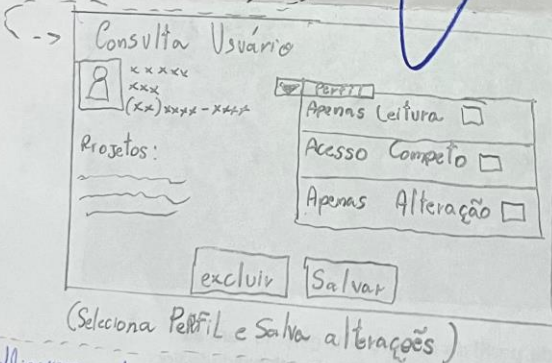 Consulta Usuário
xxxxx
xxx
(xx)xxxx-xxxx
Perfil
Apenas Leitura
Projetos:
Acesso Competo
Apenas Alteração
excluir
Salvar
(Seleciona Perfil e Salva alterações)